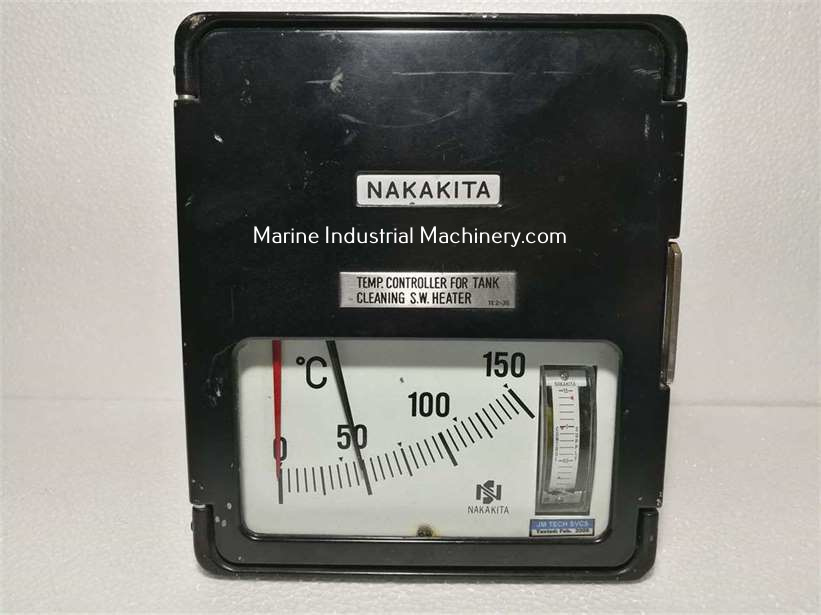 NAKAKITA
Marine Industrial Machinery.com
TEMP. CONTROLLER FOR TANK
CLEANING S.W. HEATER
°C
0
50
100
150
NAKAKITA
NAKAKITA
JM TECH SVCS